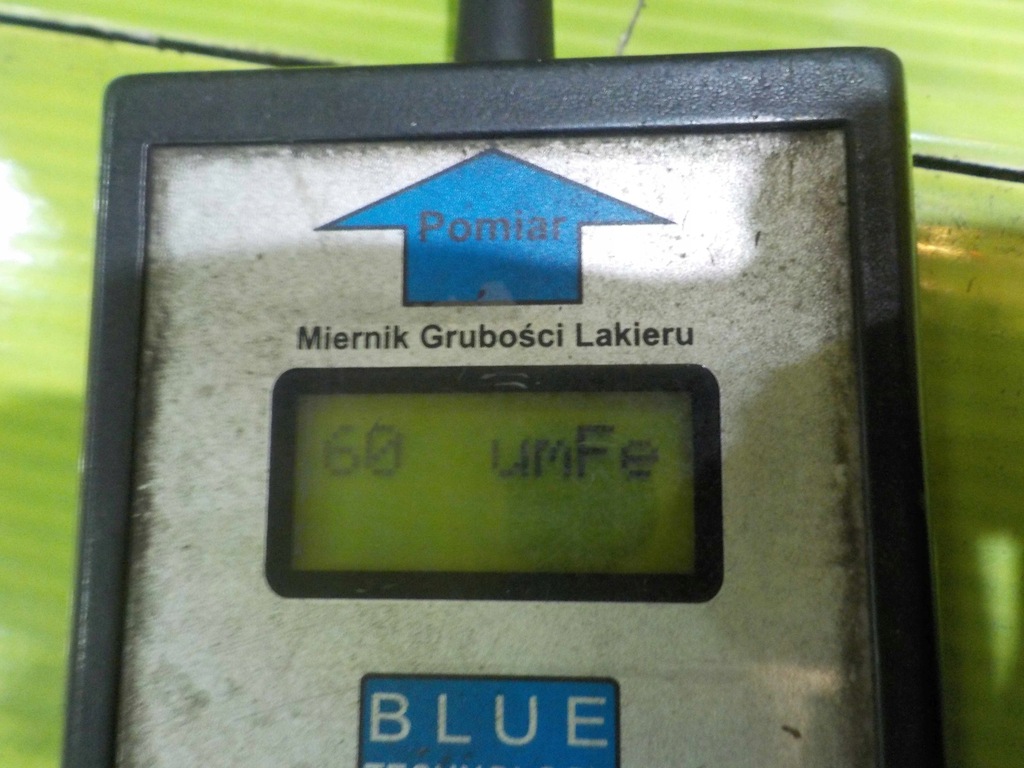 Pomiar
Miernik Grubości Lakieru
60 umFe
BLUE